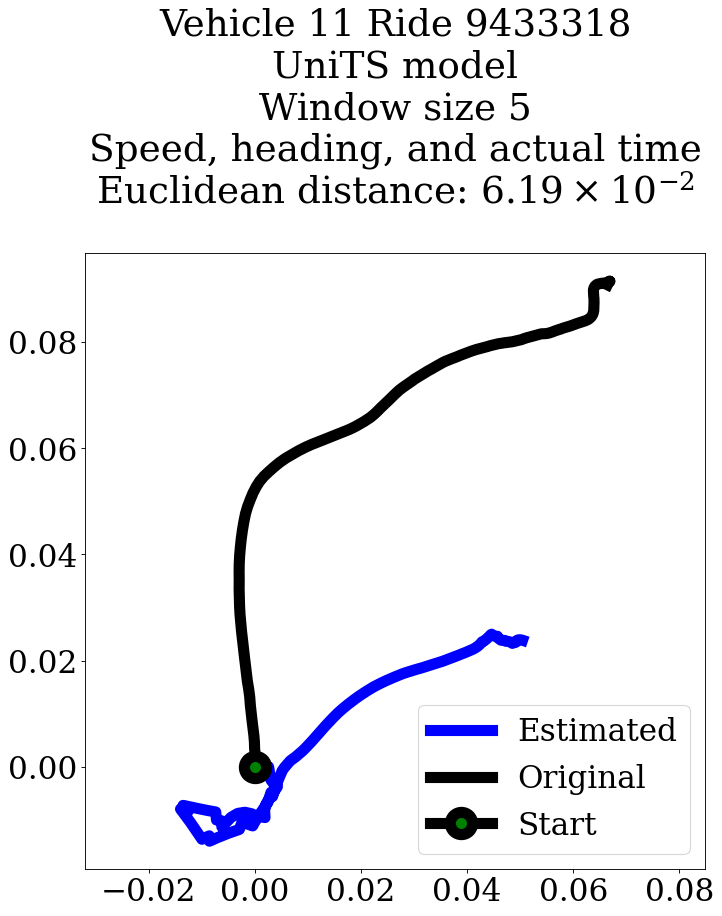 Vehicle 11 Ride 9433318
UniTS model
Window size 5
Speed, heading, and actual time
Euclidean distance: 6.19 × 10⁻²
0.08
0.06
0.04
0.02
0.00
Estimated
Original
Start
−0.02 0.00 0.02 0.04 0.06 0.08